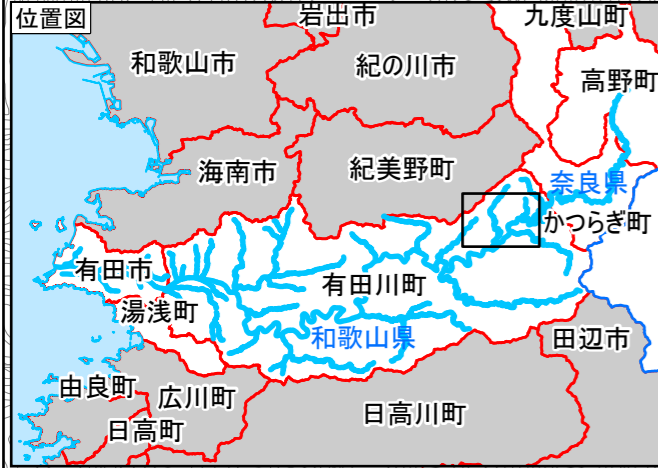 位置図
岩出市
九度山町
和歌山市
紀の川市
高野町
海南市
紀美野町
奈良県
かつらぎ町
有田市
有田川町
湯浅町
和歌山県
田辺市
由良町
広川町
日高川町
日高町